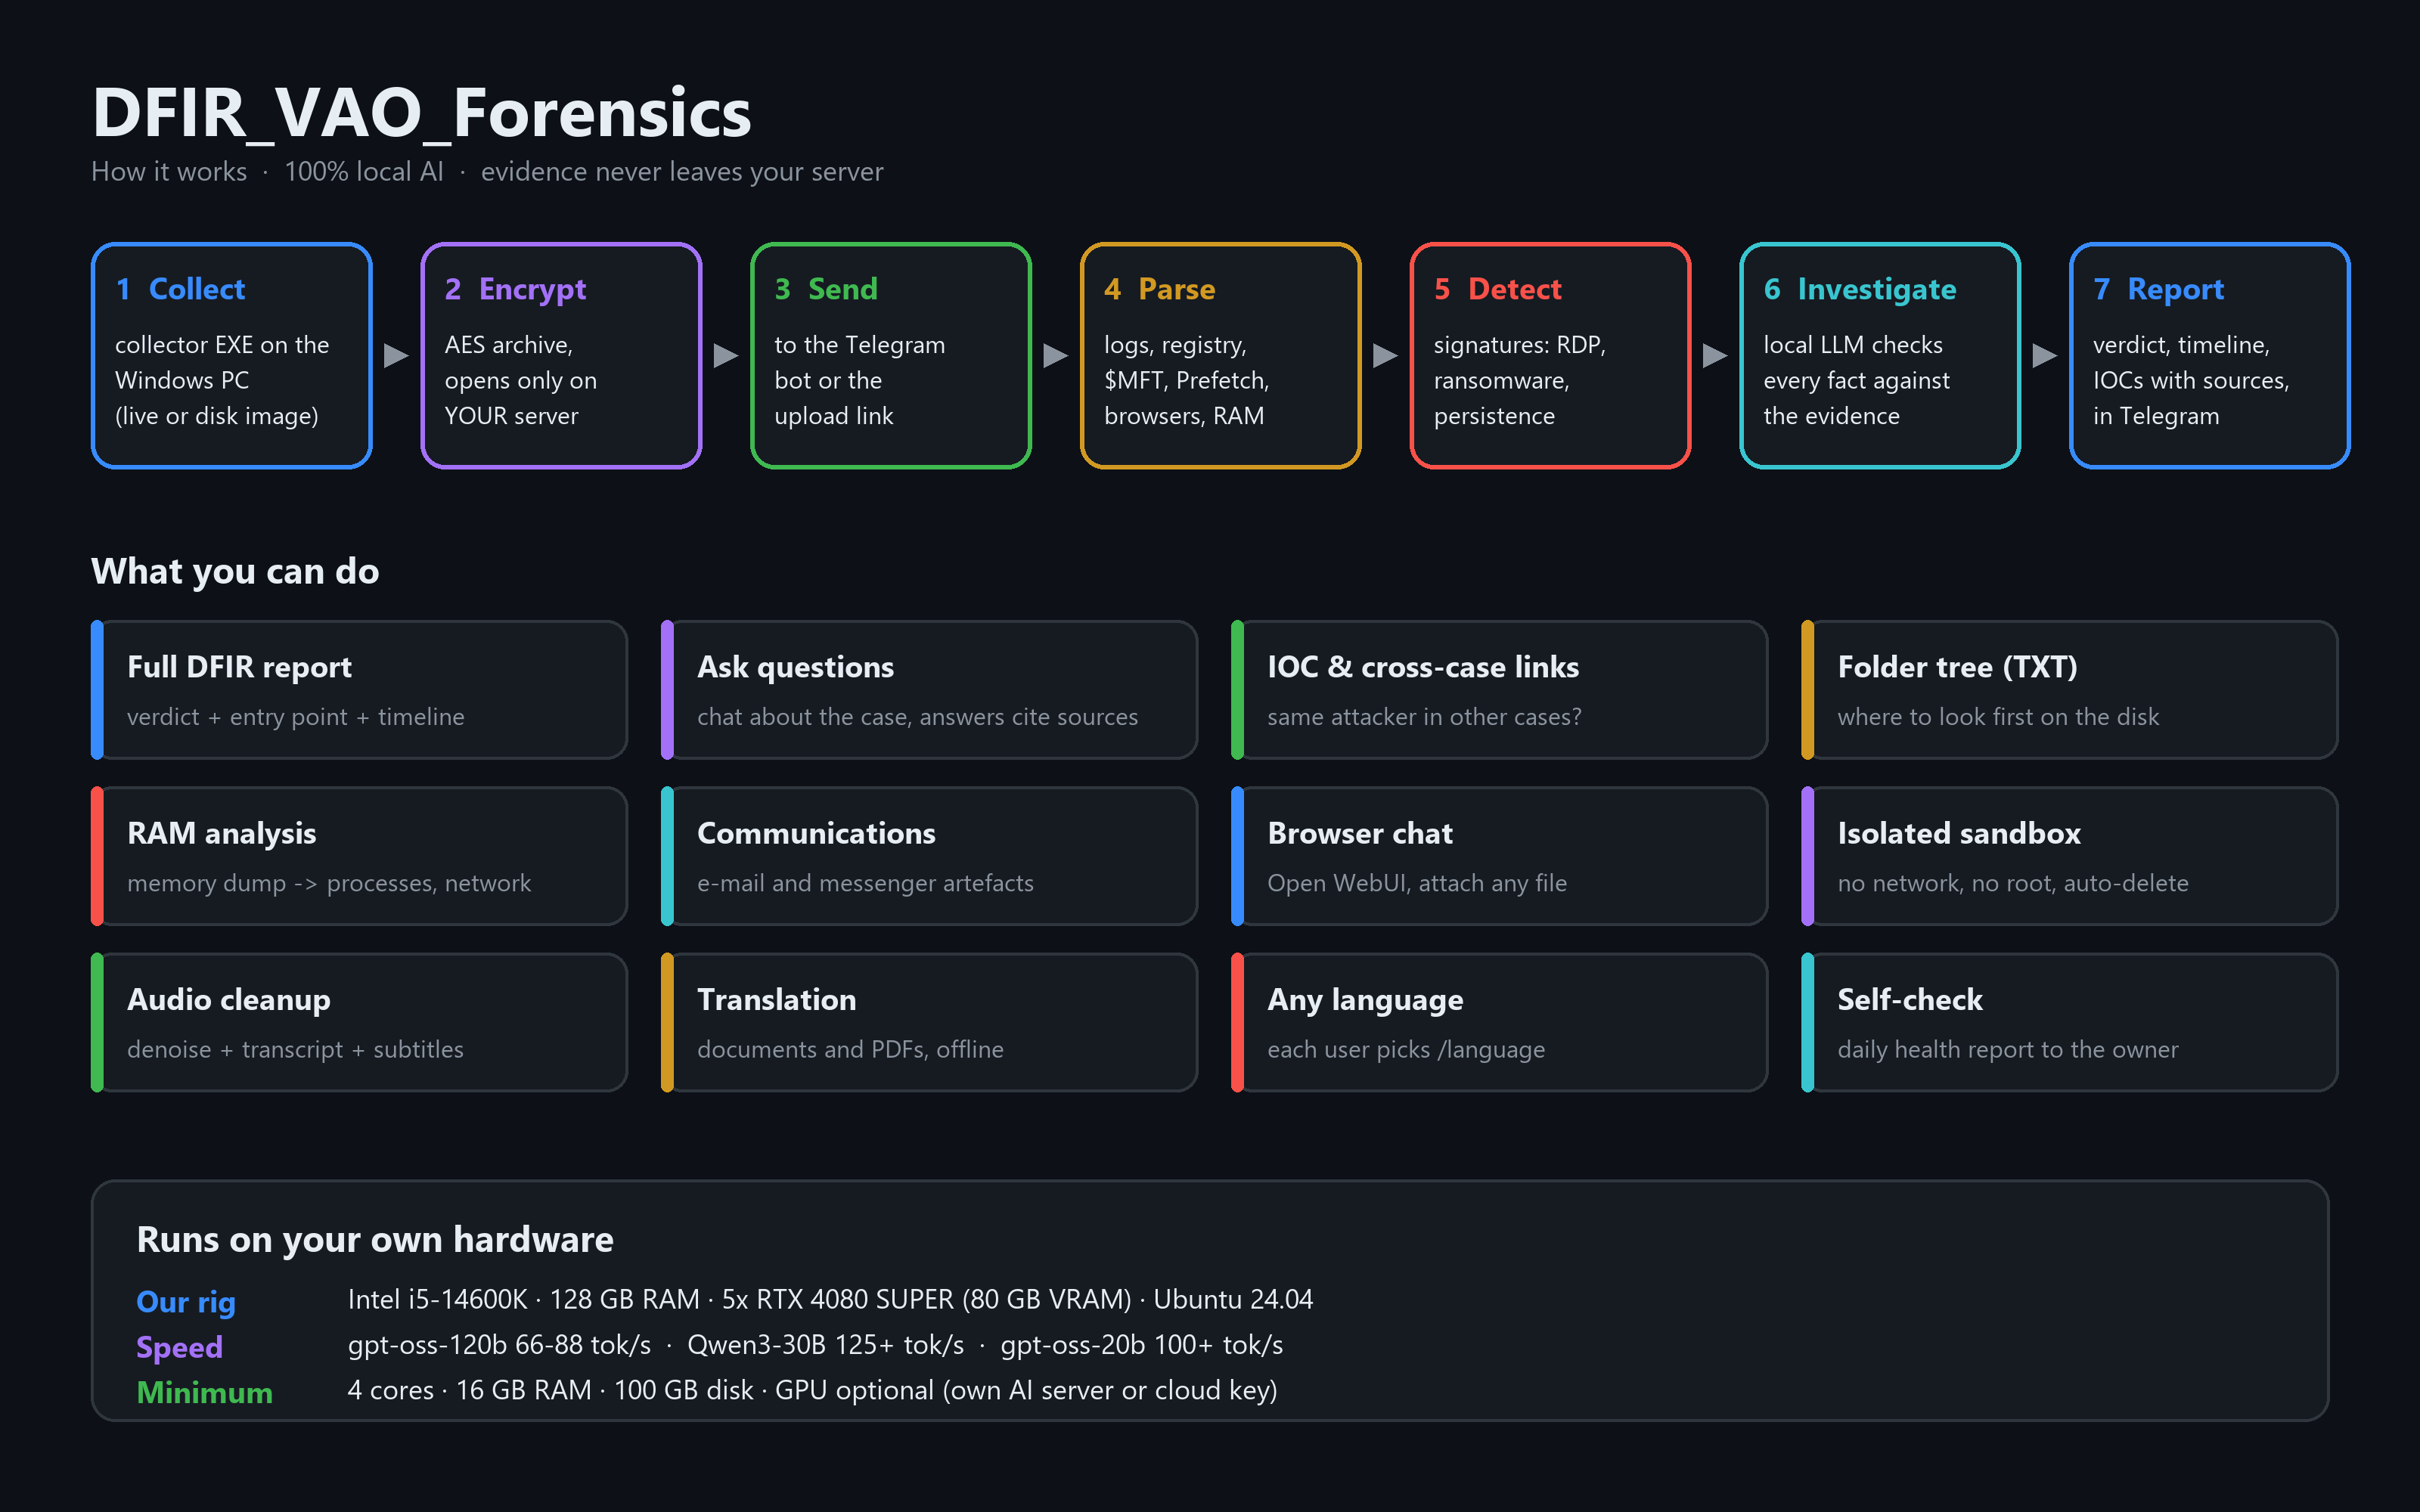 DFIR_VAO_Forensics
How it works · 100% local AI · evidence never leaves your server
1 Collect
collector EXE on the
Windows PC
(live or disk image)
2 Encrypt
AES archive,
opens only on
YOUR server
3 Send
to the Telegram
bot or the
upload link
4 Parse
logs, registry,
$MFT, Prefetch,
browsers, RAM
5 Detect
signatures: RDP,
ransomware,
persistence
6 Investigate
local LLM checks
every fact against
the evidence
7 Report
verdict, timeline,
IOCs with sources,
in Telegram
What you can do
Full DFIR report
verdict + entry point + timeline
Ask questions
chat about the case, answers cite sources
IOC & cross-case links
same attacker in other cases?
Folder tree (TXT)
where to look first on the disk
RAM analysis
memory dump -> processes, network
Communications
e-mail and messenger artefacts
Browser chat
Open WebUI, attach any file
Isolated sandbox
no network, no root, auto-delete
Audio cleanup
denoise + transcript + subtitles
Translation
documents and PDFs, offline
Any language
each user picks /language
Self-check
daily health report to the owner
Runs on your own hardware
Our rig Intel i5-14600K · 128 GB RAM · 5x RTX 4080 SUPER (80 GB VRAM) · Ubuntu 24.04
Speed gpt-oss-120b 66-88 tok/s · Qwen3-30B 125+ tok/s · gpt-oss-20b 100+ tok/s
Minimum 4 cores · 16 GB RAM · 100 GB disk · GPU optional (own AI server or cloud key)